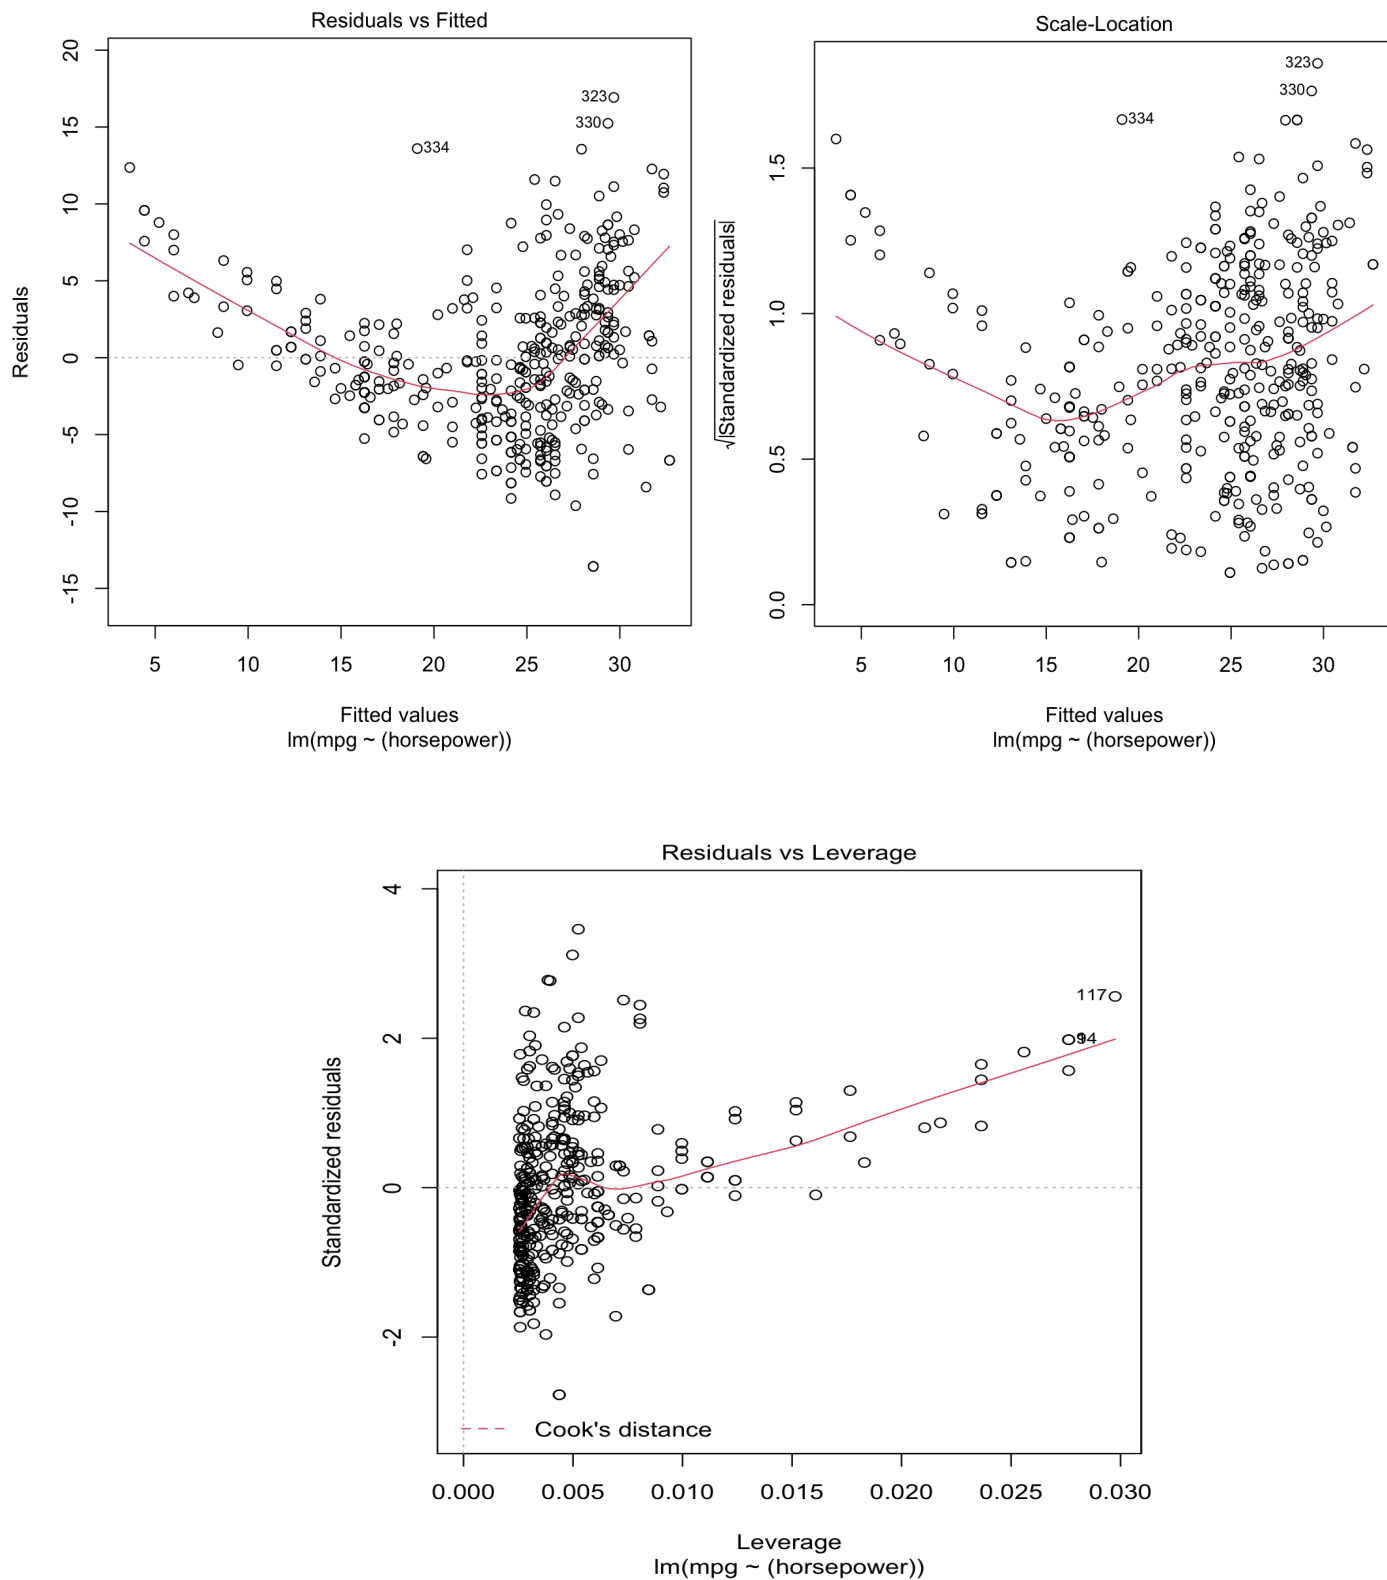 Residuals vs Fitted
20
15
10
5
0
-5
-10
-15
Residuals
323
330
334
5 10 15 20 25 30
Fitted values
lm(mpg ~ (horsepower))
Scale-Location
1.5
1.0
0.5
0.0
√|Standardized residuals|
323
330
334
5 10 15 20 25 30
Fitted values
lm(mpg ~ (horsepower))
Residuals vs Leverage
4
2
0
-2
Standardized residuals
117
94
Cook's distance
0.000 0.005 0.010 0.015 0.020 0.025 0.030
Leverage
lm(mpg ~ (horsepower))